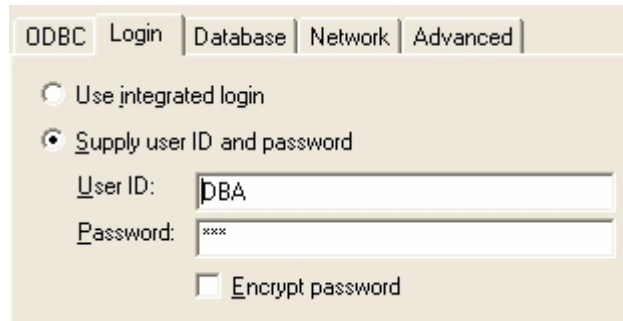 ODBC Login Database Network Advanced
Use integrated login
Supply user ID and password
User ID: DBA
Password: ***
Encrypt password